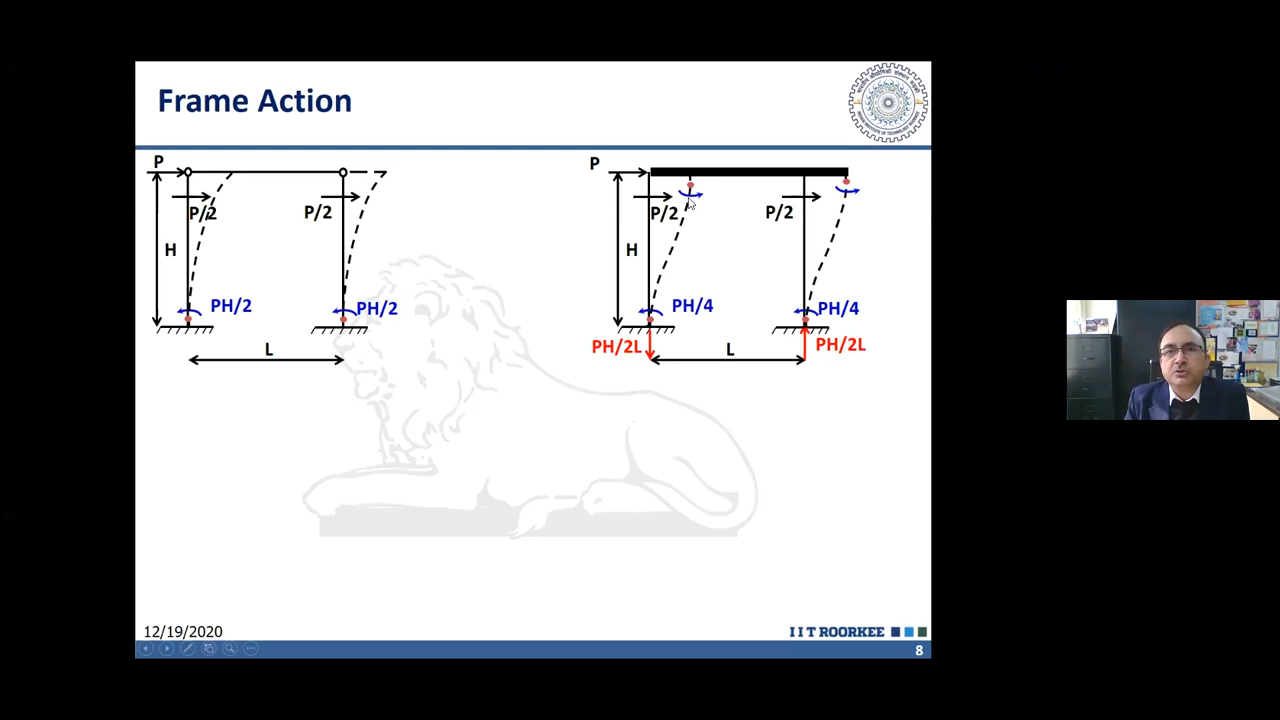 Frame Action
P
P/2
P/2
H
PH/2
PH/2
L
P
P/2
P/2
H
PH/4
PH/4
PH/2L
L
PH/2L
12/19/2020
I I T ROORKEE
8